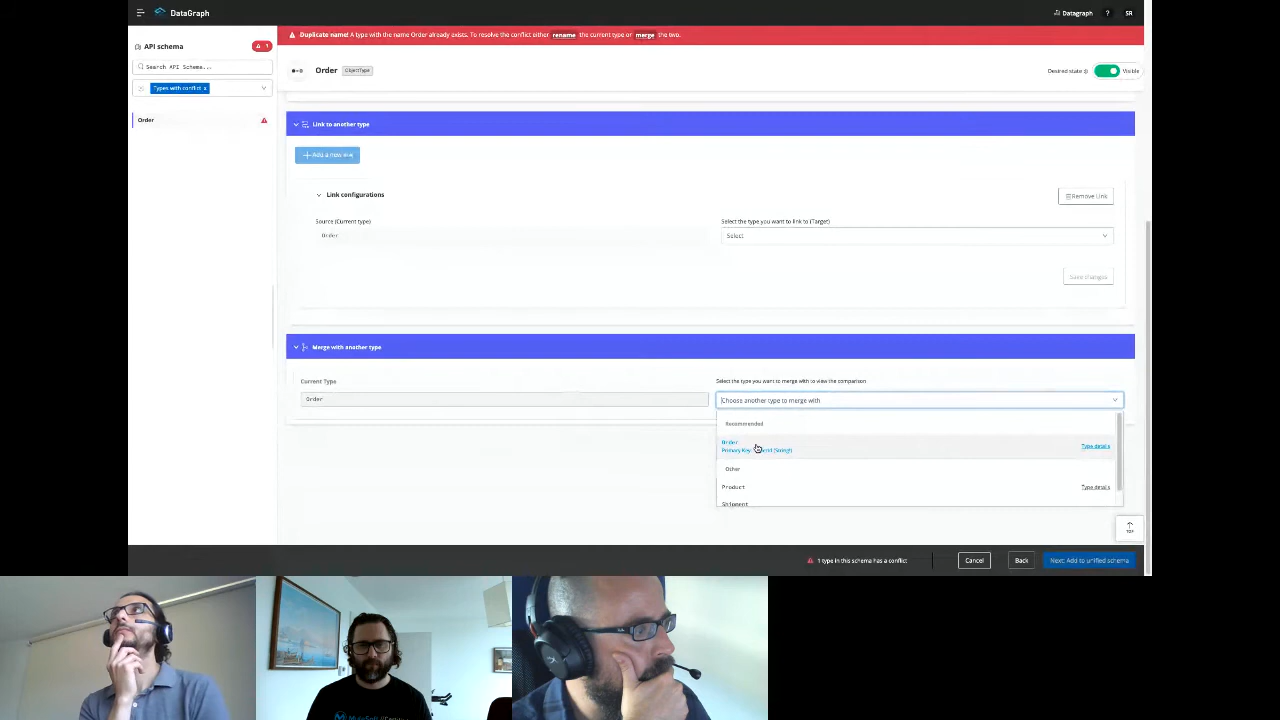 DataGraph
Datagraph
?
SR
API schema
1
Duplicate name! A type with the name Order already exists. To resolve the conflict either rename the current type or merge the two.
Search API Schema...
Order
ObjectType
Desired state
Visible
Types with conflict x
Order
Link to another type
Add a new link
Link configurations
Remove Link
Source (Current type)
Select the type you want to link to (Target)
Order
Select
Save changes
Merge with another type
Current Type
Select the type you want to merge with to view the comparison
Order
Choose another type to merge with
Recommended
Order
Primary Key: (String!)
Type details
Other
Product
Type details
Shipment
TOP
1 type in this schema has a conflict
Cancel
Back
Next: Add to unified schema
MuleSoft